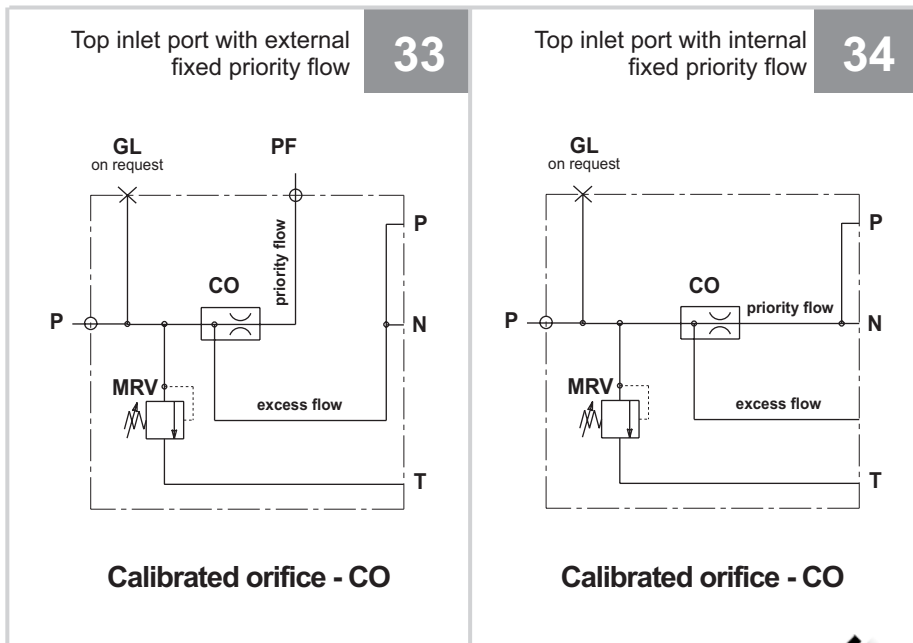 Top inlet port with external
fixed priority flow
33
GL
on request
PF
priority flow
P
CO
P
N
MRV
excess flow
T
Calibrated orifice - CO
Top inlet port with internal
fixed priority flow
34
GL
on request
P
CO
priority flow
P
N
MRV
excess flow
T
Calibrated orifice - CO